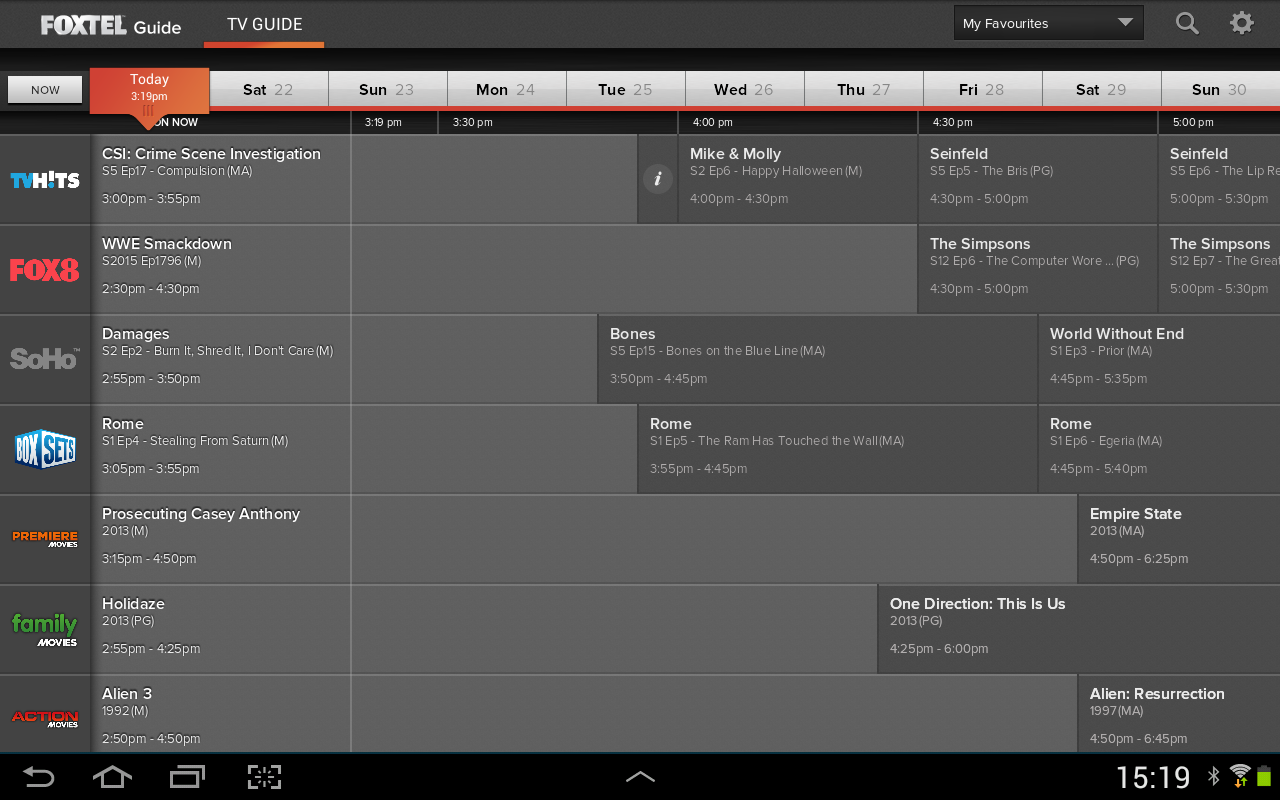 FOXTEL Guide
TV GUIDE
My Favourites
NOW
Today
3:19pm
Sat 22
Sun 23
Mon 24
Tue 25
Wed 26
Thu 27
Fri 28
Sat 29
Sun 30
ON NOW
3:19 pm
3:30 pm
4:00 pm
4:30 pm
5:00 pm
TVH!TS
CSI: Crime Scene Investigation
S5 Ep17 - Compulsion (MA)
3:00pm - 3:55pm
i
Mike & Molly
S2 Ep6 - Happy Halloween (M)
4:00pm - 4:30pm
Seinfeld
S5 Ep5 - The Bris (PG)
4:30pm - 5:00pm
Seinfeld
S5 Ep6 - The Lip Re
5:00pm - 5:30pm
FOX8
WWE Smackdown
S2015 Ep1796 (M)
2:30pm - 4:30pm
The Simpsons
S12 Ep6 - The Computer Wore ... (PG)
4:30pm - 5:00pm
The Simpsons
S12 Ep7 - The Great
5:00pm - 5:30pm
SoHo™
Damages
S2 Ep2 - Burn It, Shred It, I Don't Care (M)
2:55pm - 3:50pm
Bones
S5 Ep15 - Bones on the Blue Line (MA)
3:50pm - 4:45pm
World Without End
S1 Ep3 - Prior (MA)
4:45pm - 5:35pm
BOX SETS
Rome
S1 Ep4 - Stealing From Saturn (M)
3:05pm - 3:55pm
Rome
S1 Ep5 - The Ram Has Touched the Wall (MA)
3:55pm - 4:45pm
Rome
S1 Ep6 - Egeria (MA)
4:45pm - 5:40pm
PREMIERE
MOVIES
Prosecuting Casey Anthony
2013 (M)
3:15pm - 4:50pm
Empire State
2013 (MA)
4:50pm - 6:25pm
family
MOVIES
Holidaze
2013 (PG)
2:55pm - 4:25pm
One Direction: This Is Us
2013 (PG)
4:25pm - 6:00pm
ACTION
MOVIES
Alien 3
1992 (M)
2:50pm - 4:50pm
Alien: Resurrection
1997 (MA)
4:50pm - 6:45pm
15:19